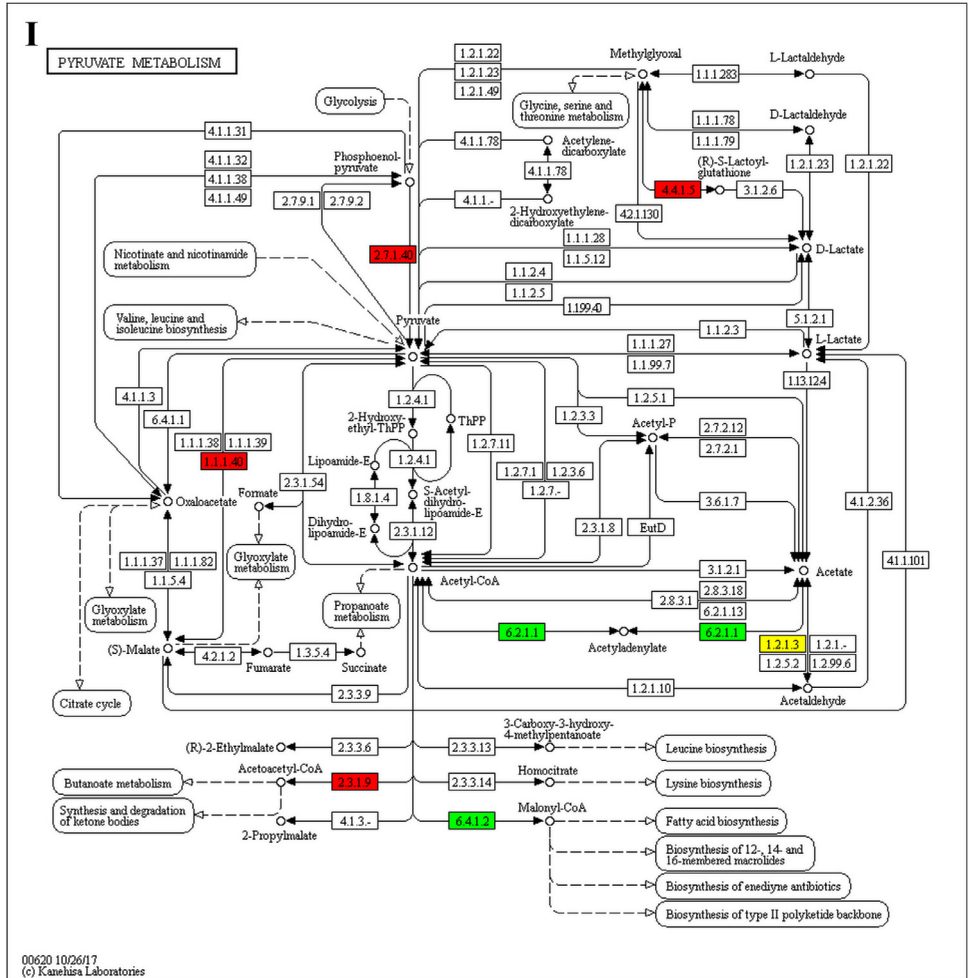 I
PYRUVATE METABOLISM
1.2.1.22
1.2.1.23
1.2.1.49
Methylglyoxal
1.1.1.283
L-Lactaldehyde
Glycolysis
Glycine, serine and
threonine metabolism
1.1.1.78
1.1.1.79
D-Lactaldehyde
4.1.1.31
4.1.1.32
4.1.1.38
4.1.1.49
Phosphoenol-
pyruvate
4.1.1.78
Acetylene-
dicarboxylate
4.1.1.78
4.1.1.-
2-Hydroxyethylene-
dicarboxylate
(R)-S-Lactoyl-
glutathione
1.2.1.23
1.2.1.22
4.4.1.5
3.1.2.6
2.7.9.1
2.7.9.2
4.2.1.130
Nicotinate and nicotinamide
metabolism
2.7.1.40
1.1.1.28
1.1.5.12
D-Lactate
1.1.2.4
1.1.2.5
1.1.99.40
Valine, leucine and
isoleucine biosynthesis
Pyruvate
5.1.2.1
1.1.2.3
1.1.1.27
1.1.99.7
L-Lactate
1.13.12.4
4.1.1.3
6.4.1.1
1.2.4.1
1.2.5.1
2-Hydroxy-
ethyl-ThPP
ThPP
1.2.3.3
Acetyl-P
2.7.2.12
2.7.2.1
1.1.1.38
1.1.1.39
1.1.1.40
1.2.7.11
Lipoamide-E
1.2.4.1
1.2.7.1
1.2.3.6
1.2.7.-
2.3.1.54
Formate
Oxaloacetate
1.8.1.4
S-Acetyl-
dihydro-
lipoamide-E
3.6.1.7
4.1.2.36
Dihydro-
lipoamide-E
2.3.1.12
2.3.1.8
EutD
1.1.1.37
1.1.1.82
1.1.5.4
Glyoxylate
metabolism
4.1.1.101
Acetyl-CoA
3.1.2.1
Acetate
2.8.3.18
2.8.3.1
6.2.1.13
Glyoxylate
metabolism
Propanoate
metabolism
6.2.1.1
Acetyladenylate
6.2.1.1
1.2.1.3
1.2.1.-
1.2.5.2
1.2.99.6
(S)-Malate
4.2.1.2
Fumarate
1.3.5.4
Succinate
Citrate cycle
2.3.3.9
1.2.1.10
Acetaldehyde
(R)-2-Ethylmalate
2.3.3.6
2.3.3.13
3-Carboxy-3-hydroxy-
4-methylpentanoate
Leucine biosynthesis
Butanoate metabolism
Acetoacetyl-CoA
2.3.1.9
2.3.3.14
Homocitrate
Lysine biosynthesis
Synthesis and degradation
of ketone bodies
2-Propylmalate
4.1.3.-
6.4.1.2
Malonyl-CoA
Fatty acid biosynthesis
Biosynthesis of 12-, 14- and
16-membered macrolides
Biosynthesis of enediyne antibiotics
Biosynthesis of type II polyketide backbone
00620 10/26/17
(c) Kanehisa Laboratories